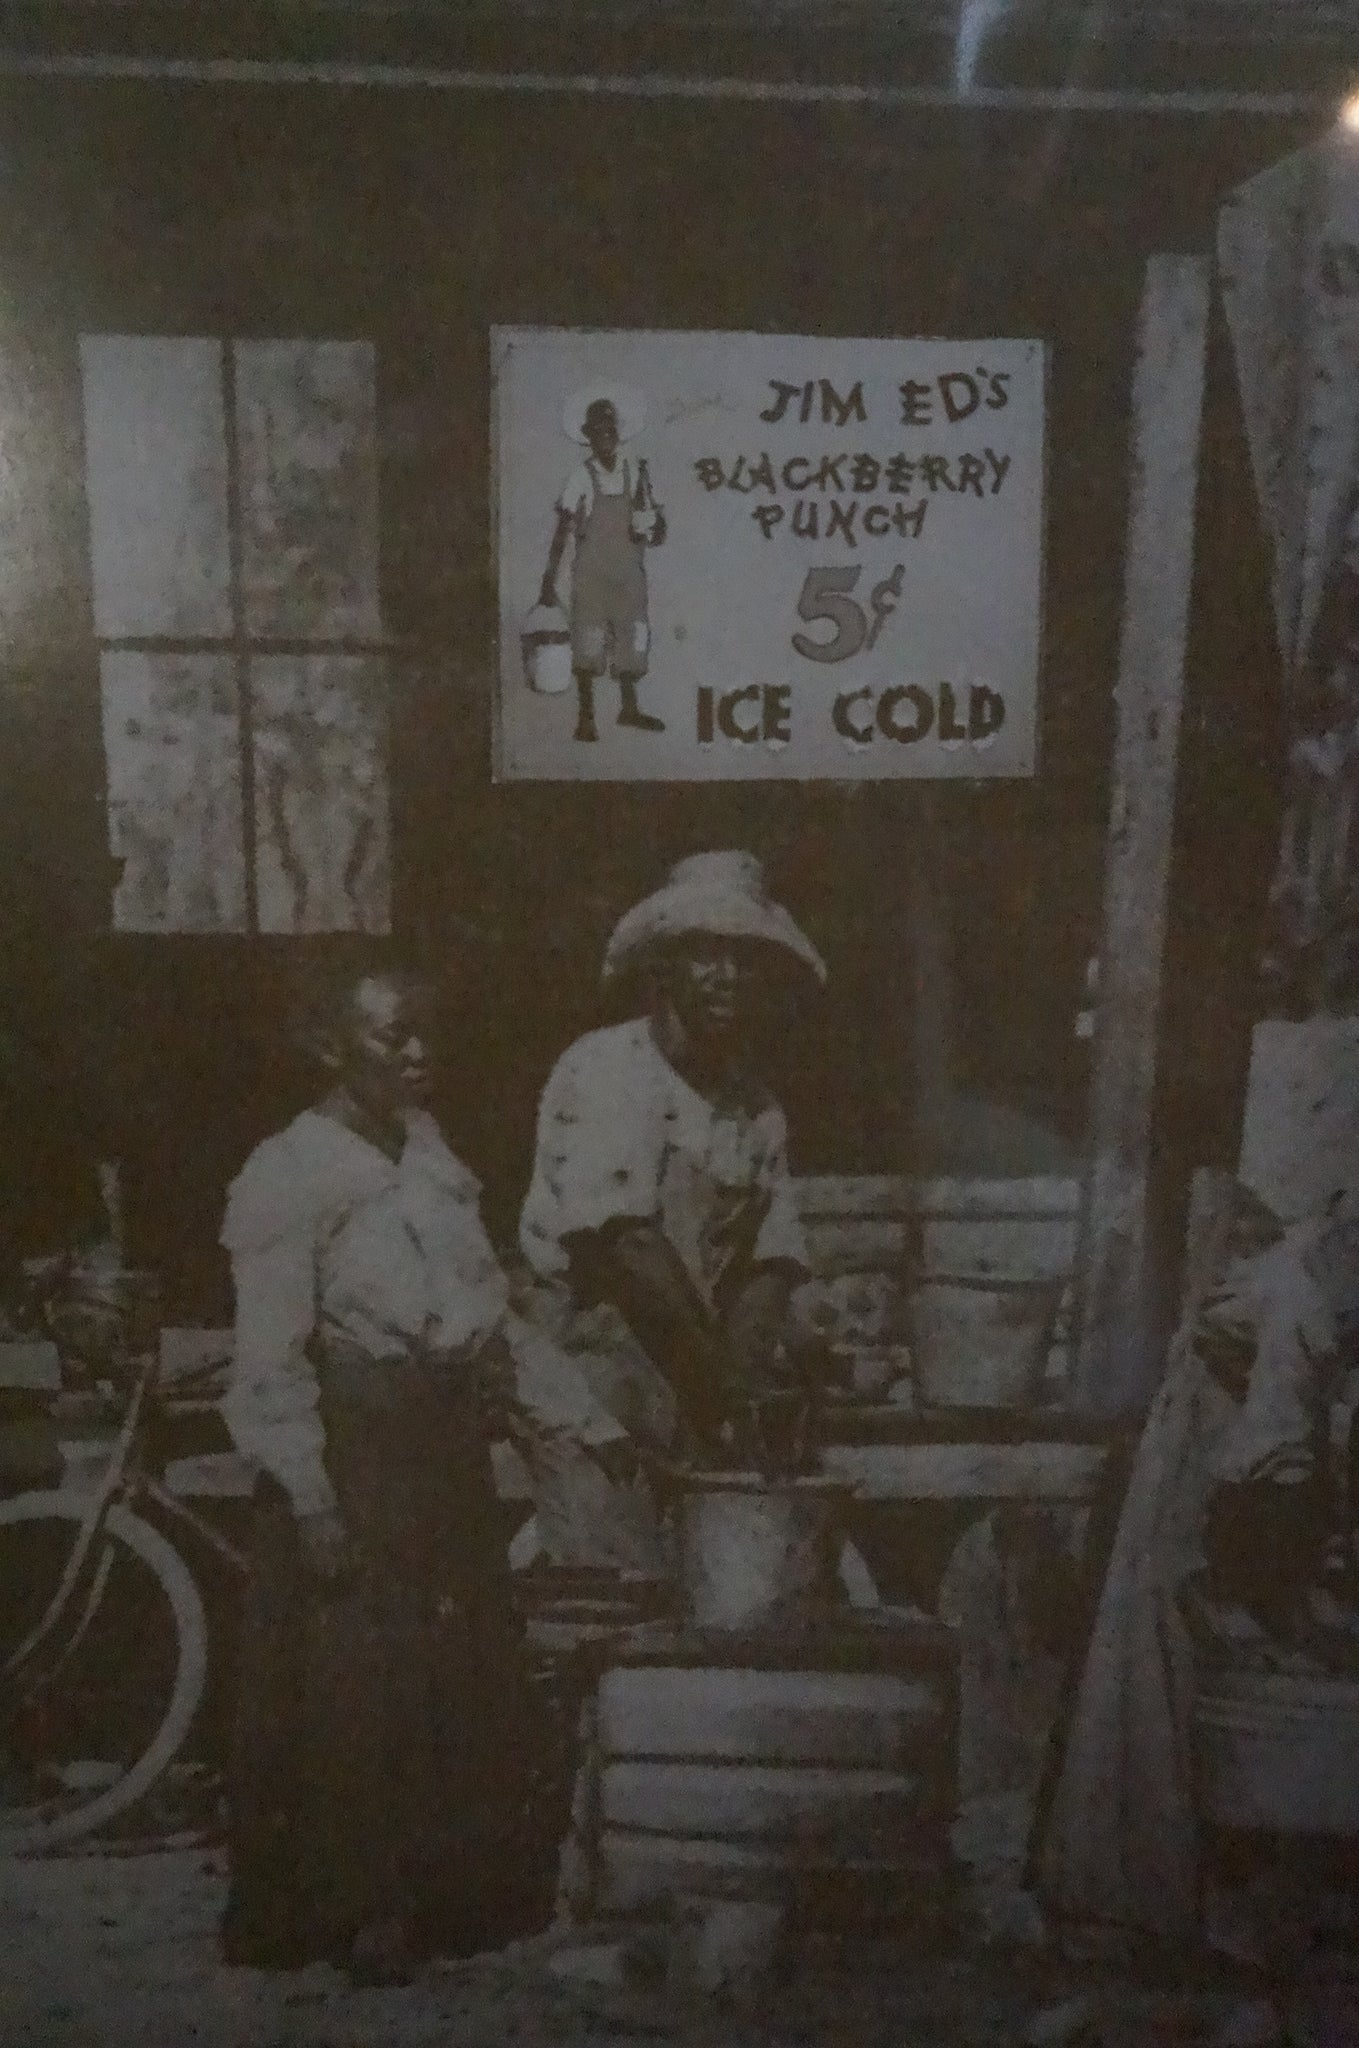 JIM ED'S
BLACKBERRY
PUNCH
5¢
ICE COLD